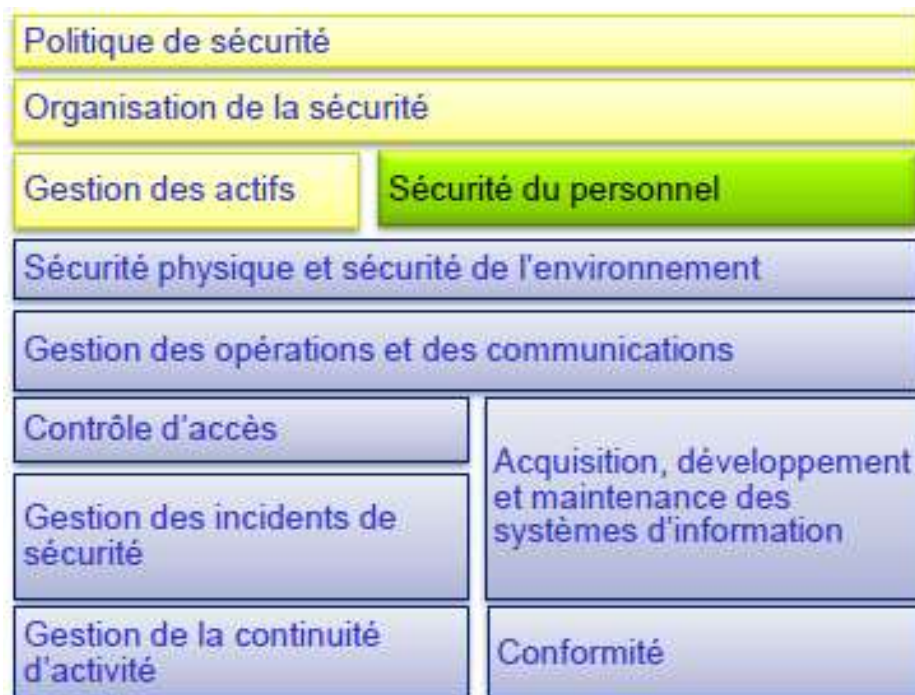 Politique de sécurité
Organisation de la sécurité
Gestion des actifs
Sécurité du personnel
Sécurité physique et sécurité de l'environnement
Gestion des opérations et des communications
Contrôle d'accès
Acquisition, développement
et maintenance des
systèmes d'information
Gestion des incidents de
sécurité
Gestion de la continuité
d'activité
Conformité